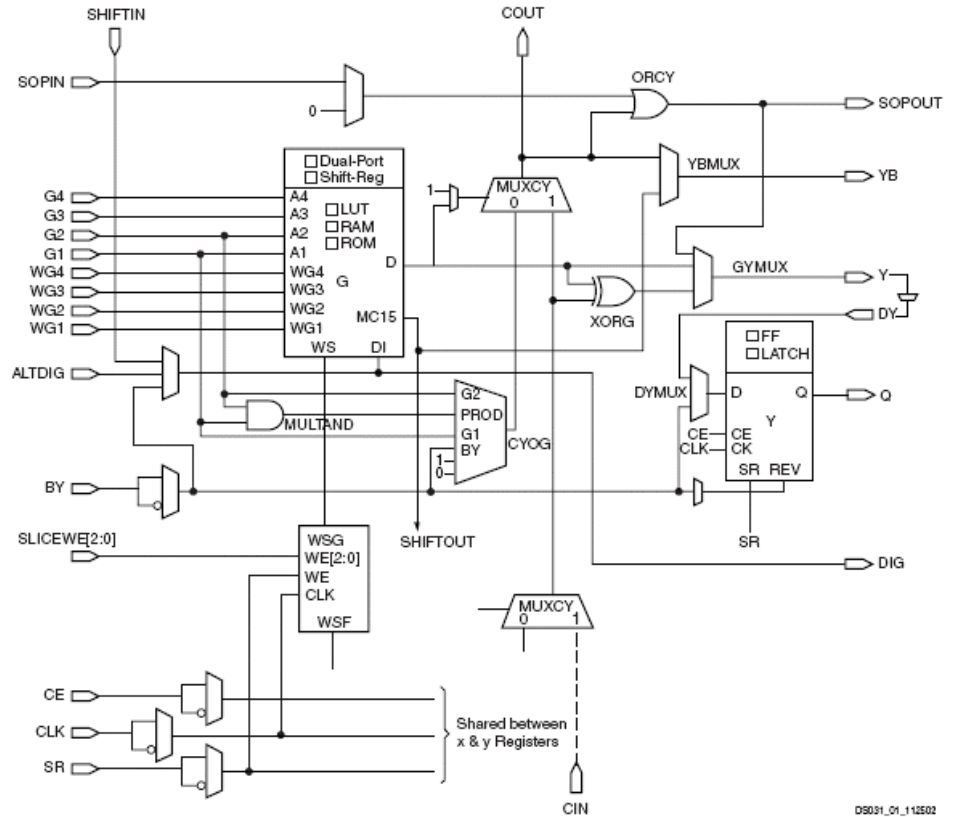 SHIFTIN
COUT
SOPIN
0
ORCY
SOPOUT
Dual-Port
Shift-Reg
YBMUX
YB
1
MUXCY
0 1
G4
A4
G3
A3
LUT
G2
A2
RAM
G1
A1
ROM
WG4
WG4
D
G
WG3
WG3
WG2
WG2
MC15
WG1
WG1
WS
DI
GYMUX
Y
XORG
DY
FF
LATCH
ALTDIG
DYMUX
D
Q
Q
Y
G2
PROD
MULTAND
G1
CYOG
BY
1
0
CE
CE
CLK
CK
SR REV
BY
SHIFTOUT
SR
SLICEWE[2:0]
WSG
WE[2:0]
WE
CLK
WSF
DIG
MUXCY
0 1
CE
CLK
SR
Shared between
x & y Registers
CIN
DS031_01_112502